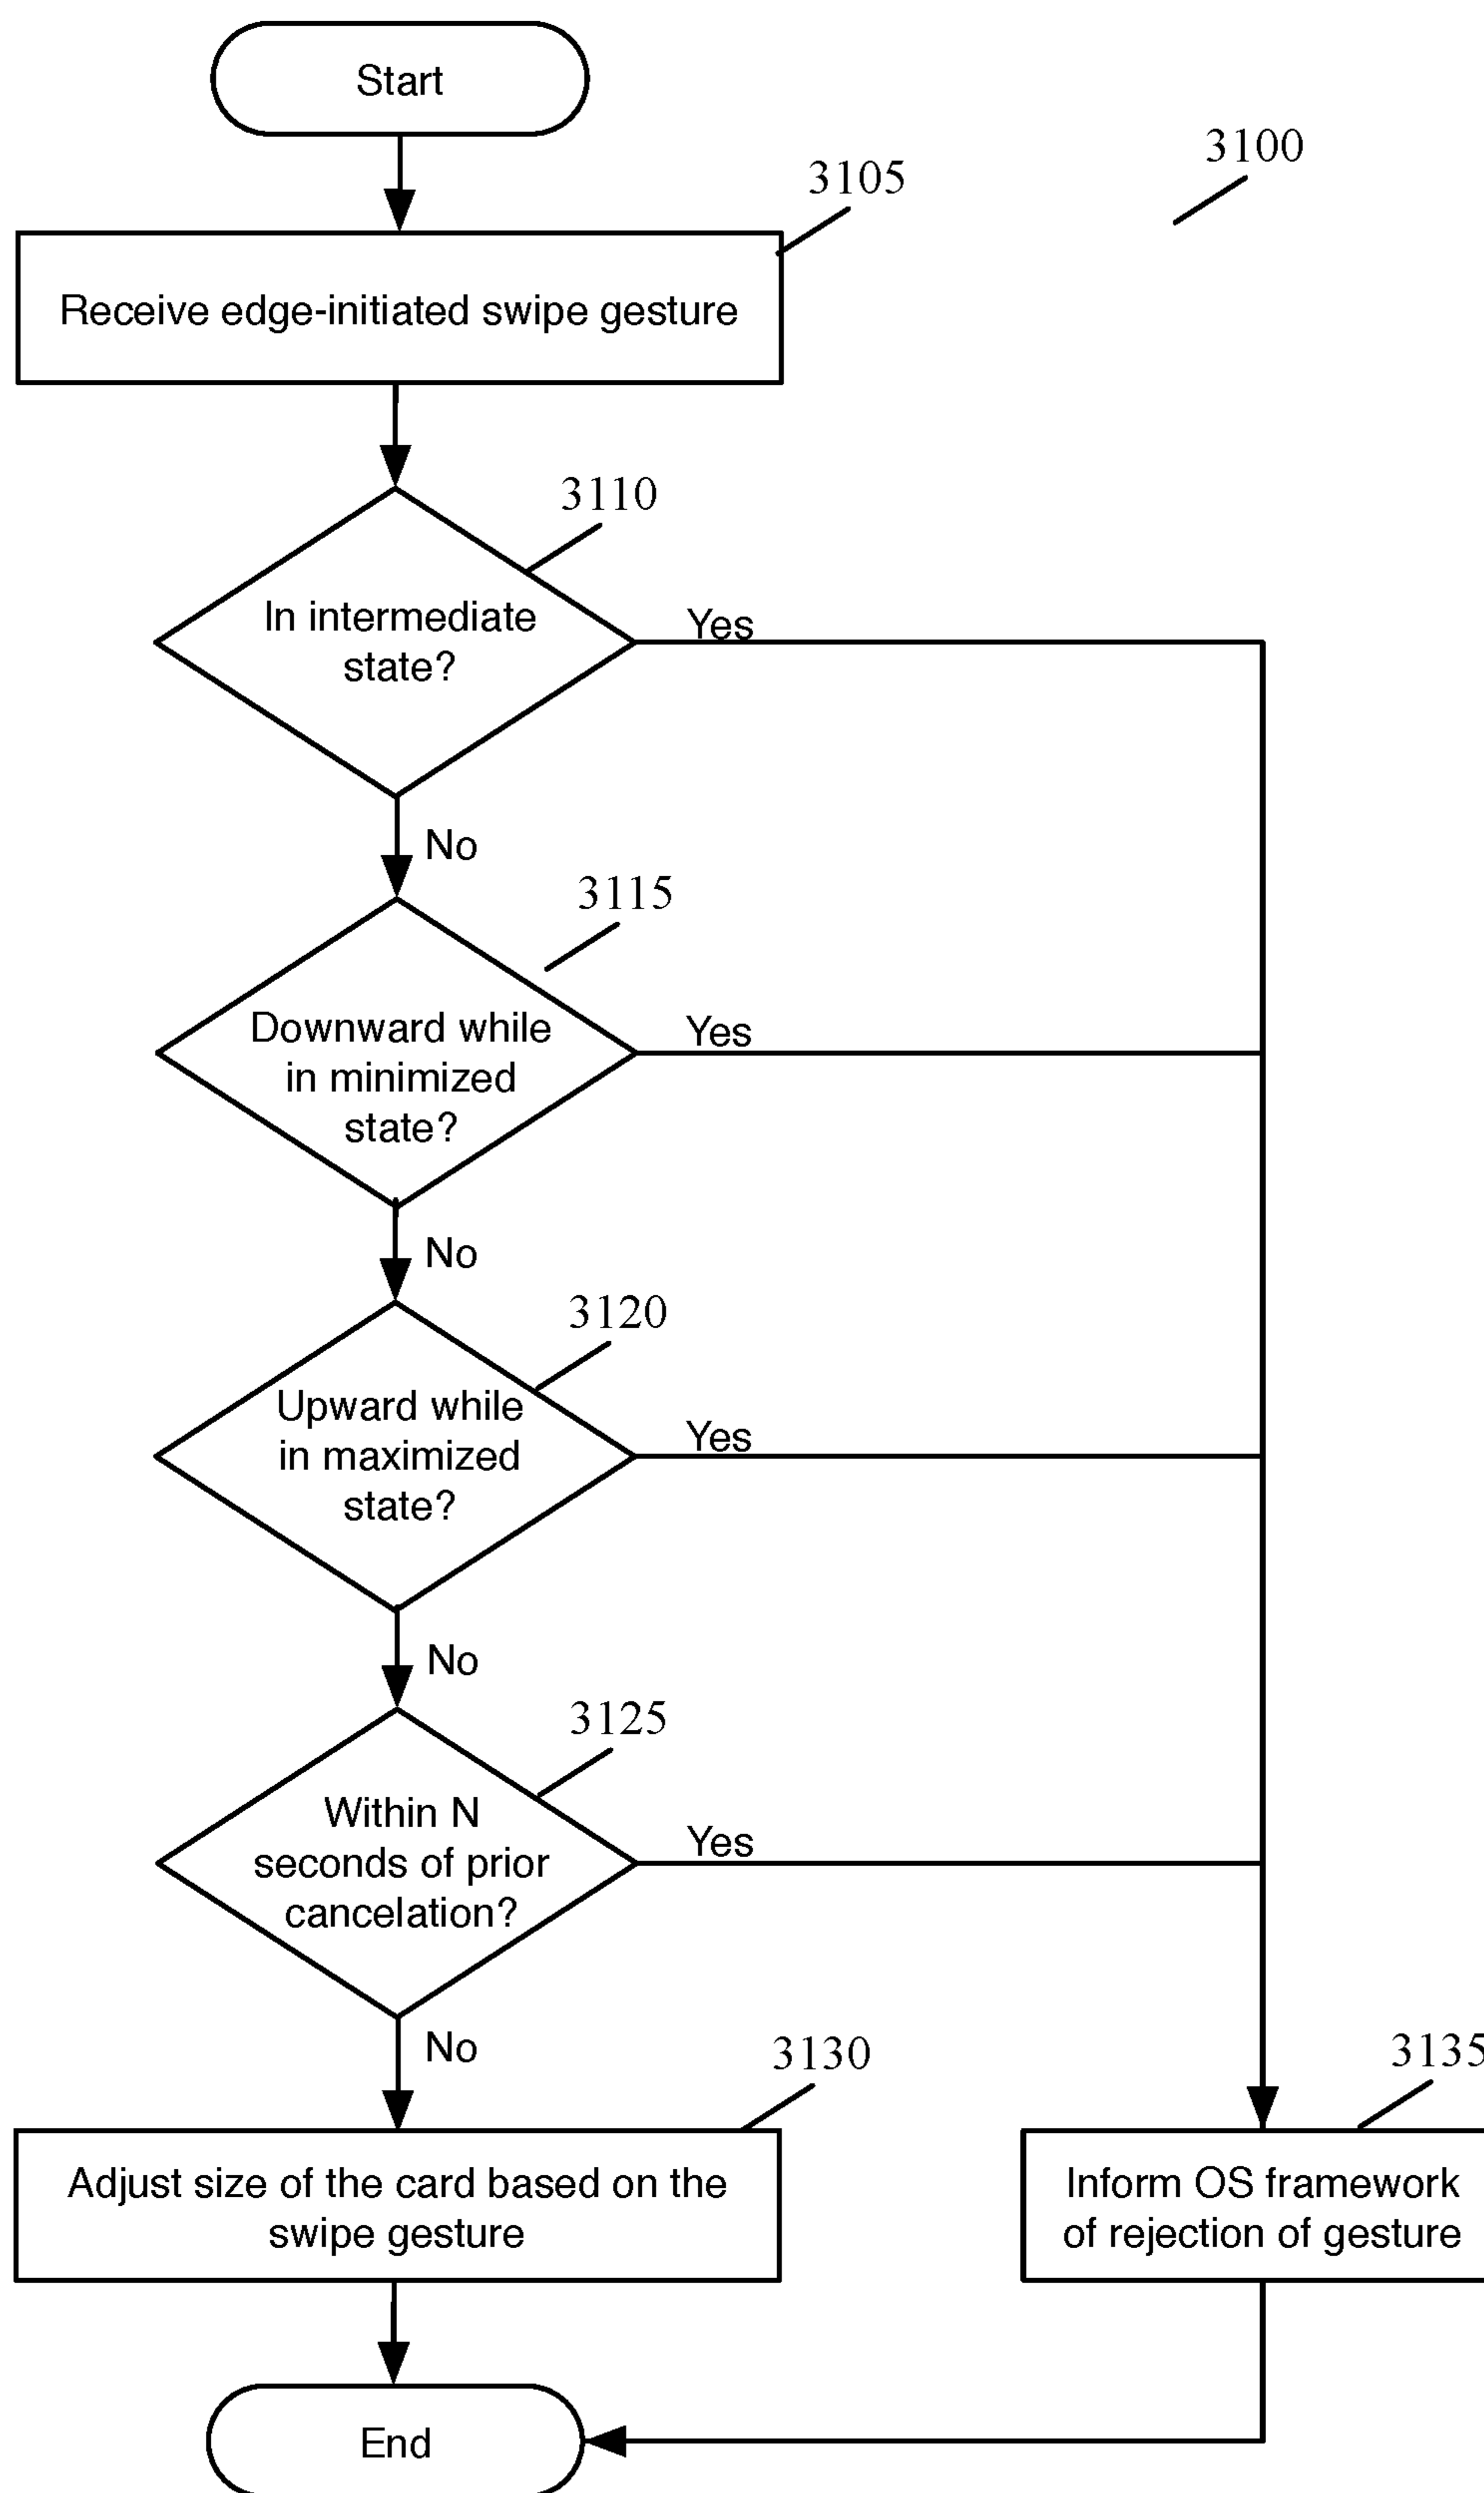 Start
3100
3105
Receive edge-initiated swipe gesture
3110
In intermediate
state?
Yes
No
3115
Downward while
in minimized
state?
Yes
No
3120
Upward while
in maximized
state?
Yes
No
3125
Within N
seconds of prior
cancelation?
Yes
No
3130
3135
Adjust size of the card based on the
swipe gesture
Inform OS framework
of rejection of gesture
End